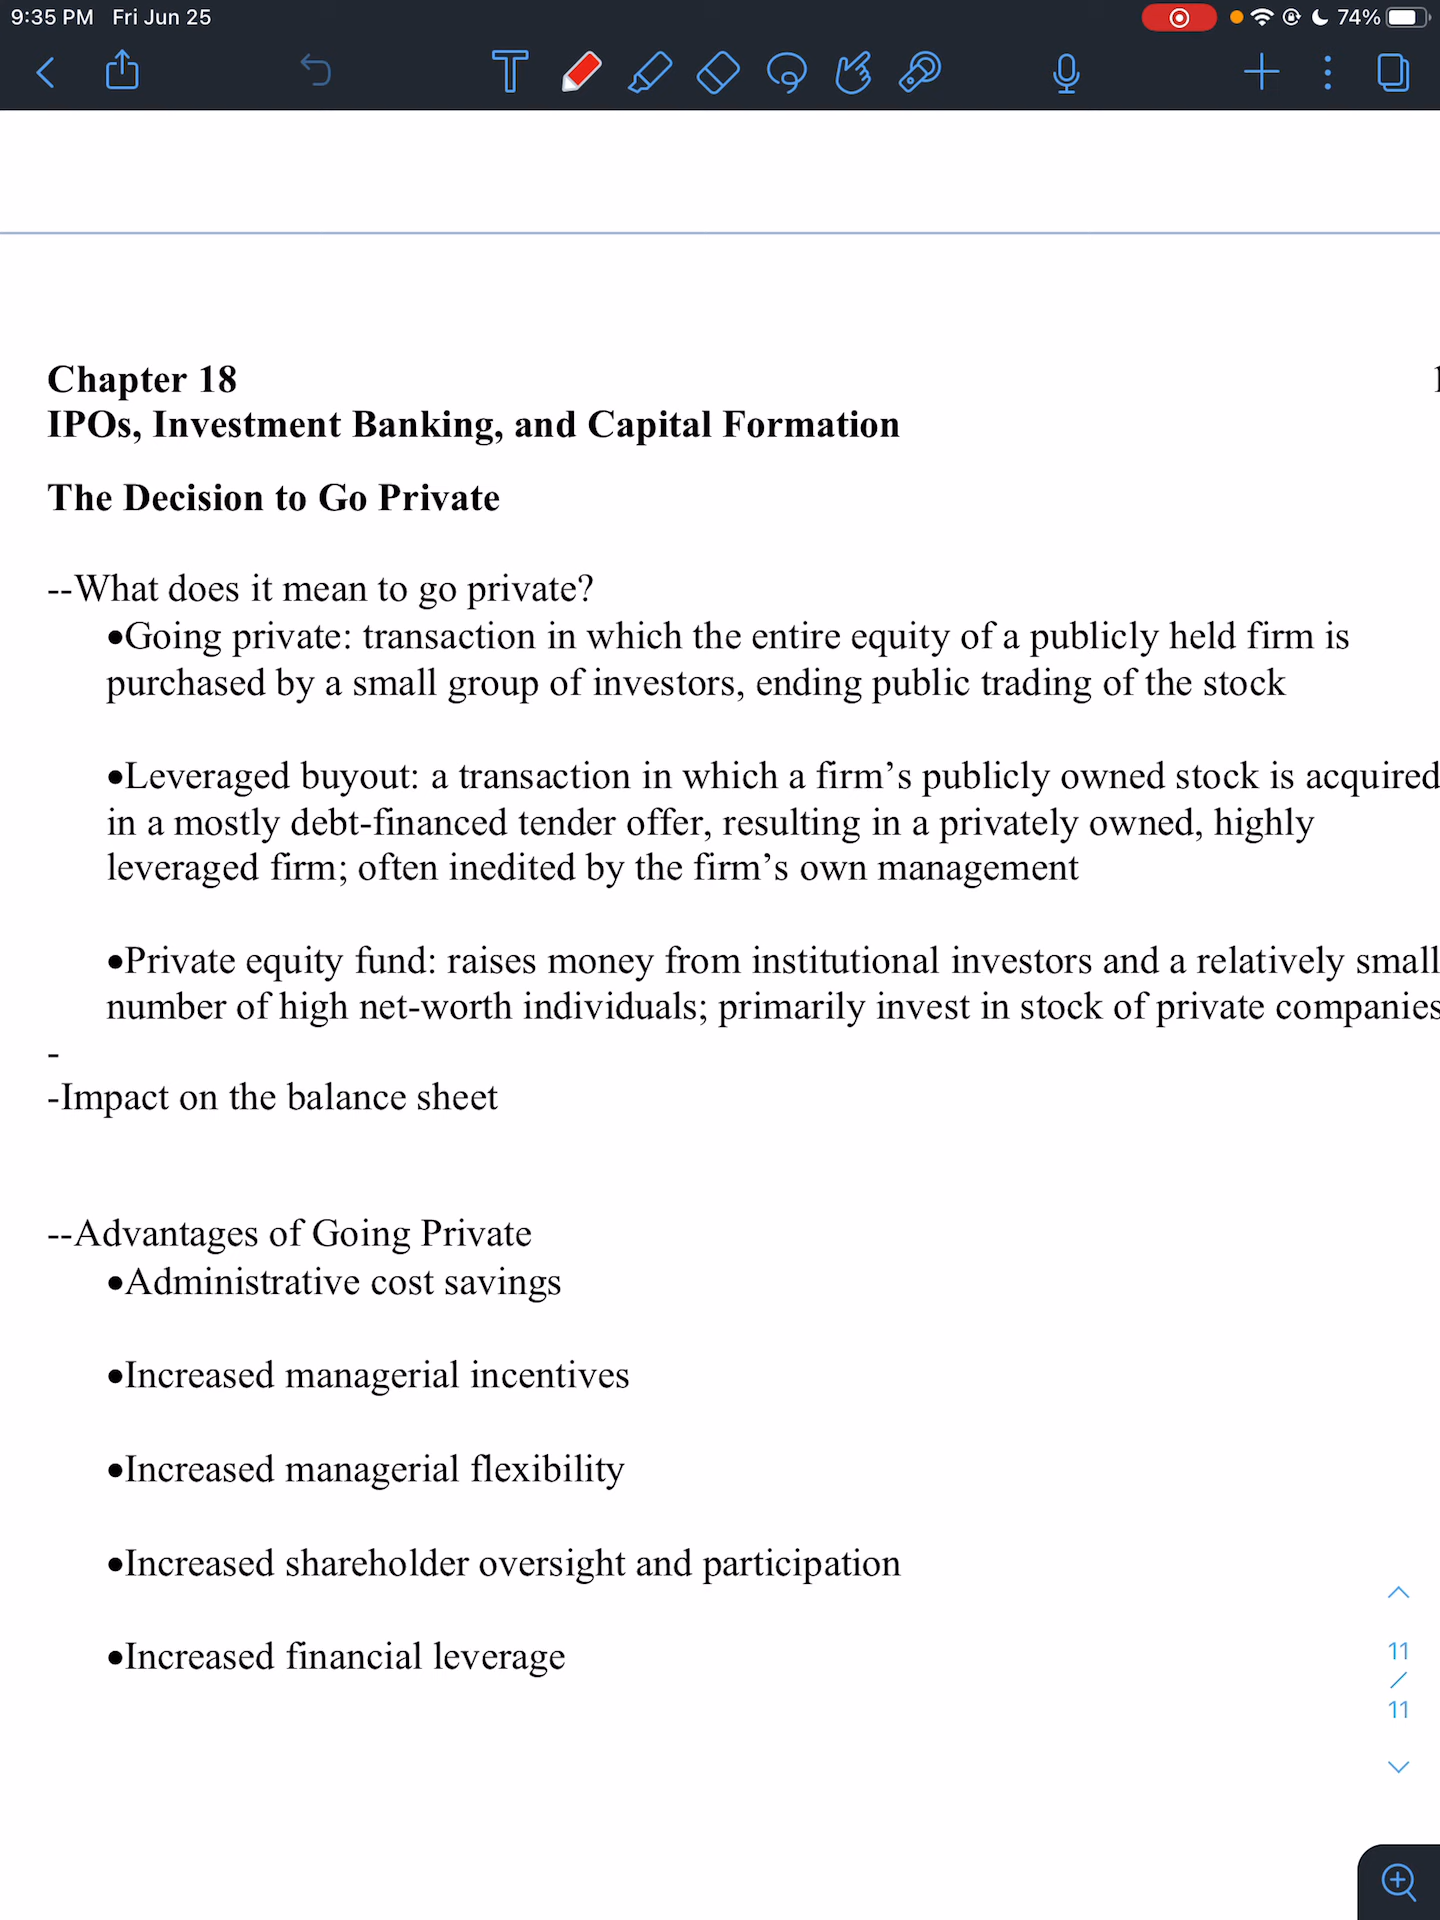 9:35 PM Fri Jun 25
74%
Chapter 18
IPOs, Investment Banking, and Capital Formation
The Decision to Go Private
--What does it mean to go private?
•Going private: transaction in which the entire equity of a publicly held firm is
purchased by a small group of investors, ending public trading of the stock
•Leveraged buyout: a transaction in which a firm’s publicly owned stock is acquired
in a mostly debt-financed tender offer, resulting in a privately owned, highly
leveraged firm; often inedited by the firm’s own management
•Private equity fund: raises money from institutional investors and a relatively small
number of high net-worth individuals; primarily invest in stock of private companies
-
-Impact on the balance sheet
--Advantages of Going Private
•Administrative cost savings
•Increased managerial incentives
•Increased managerial flexibility
•Increased shareholder oversight and participation
•Increased financial leverage
11
/
11